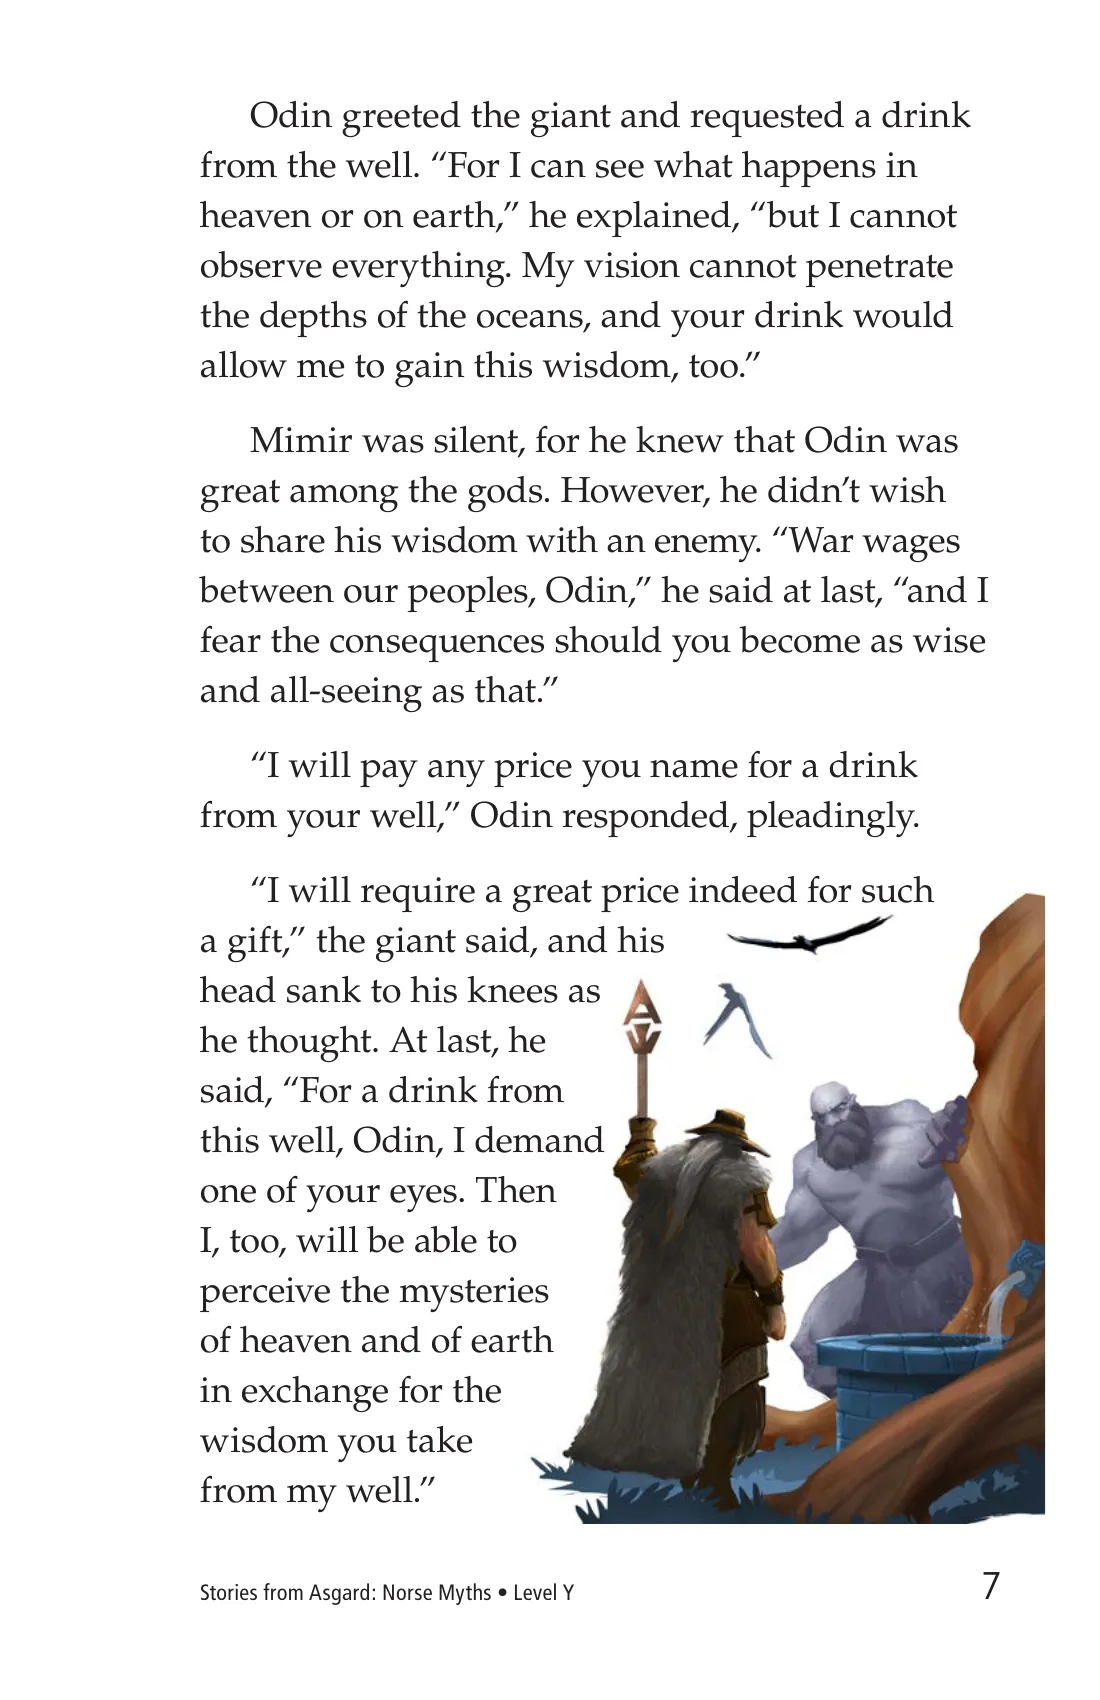 Odin greeted the giant and requested a drink
from the well. “For I can see what happens in
heaven or on earth,” he explained, “but I cannot
observe everything. My vision cannot penetrate
the depths of the oceans, and your drink would
allow me to gain this wisdom, too.”
Mimir was silent, for he knew that Odin was
great among the gods. However, he didn’t wish
to share his wisdom with an enemy. “War wages
between our peoples, Odin,” he said at last, “and I
fear the consequences should you become as wise
and all-seeing as that.”
“I will pay any price you name for a drink
from your well,” Odin responded, pleadingly.
“I will require a great price indeed for such
a gift,” the giant said, and his
head sank to his knees as
he thought. At last, he
said, “For a drink from
this well, Odin, I demand
one of your eyes. Then
I, too, will be able to
perceive the mysteries
of heaven and of earth
in exchange for the
wisdom you take
from my well.”
Stories from Asgard: Norse Myths • Level Y
7